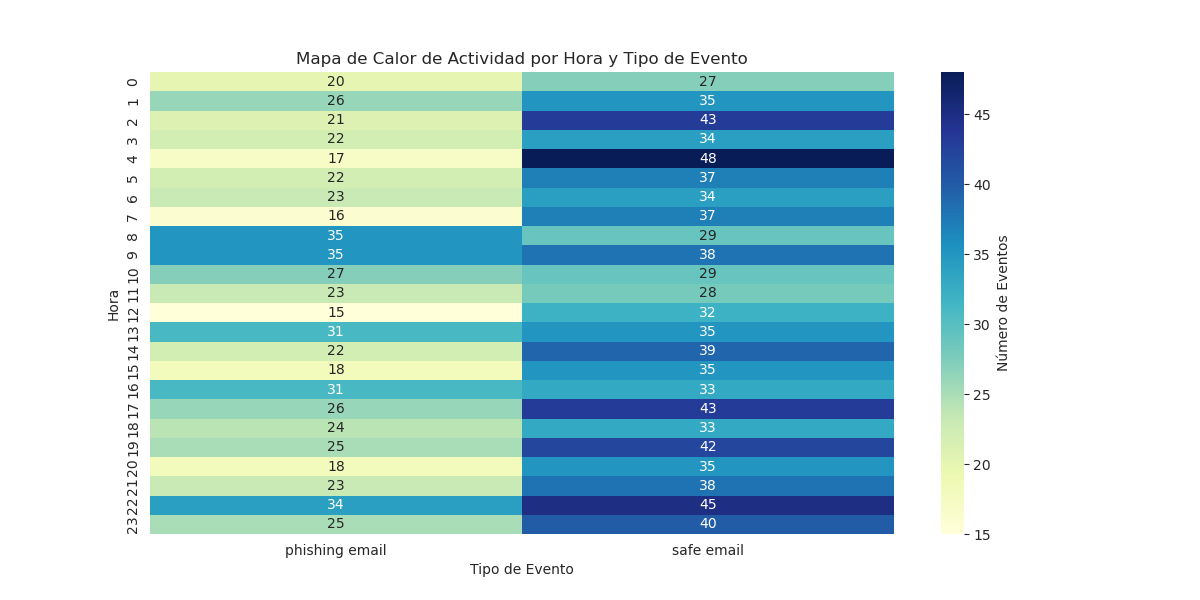 Mapa de Calor de Actividad por Hora y Tipo de Evento
0 20 27
1 26 35
2 21 43
3 22 34
4 17 48
5 22 37
6 23 34
7 16 37
8 35 29
9 35 38
10 27 29
11 23 28
12 15 32
13 31 35
14 22 39
15 18 35
16 31 33
17 26 43
18 24 33
19 25 42
20 18 35
21 23 38
22 34 45
23 25 40
Hora
phishing email safe email
Tipo de Evento
45
40
35
30
25
20
15
Número de Eventos